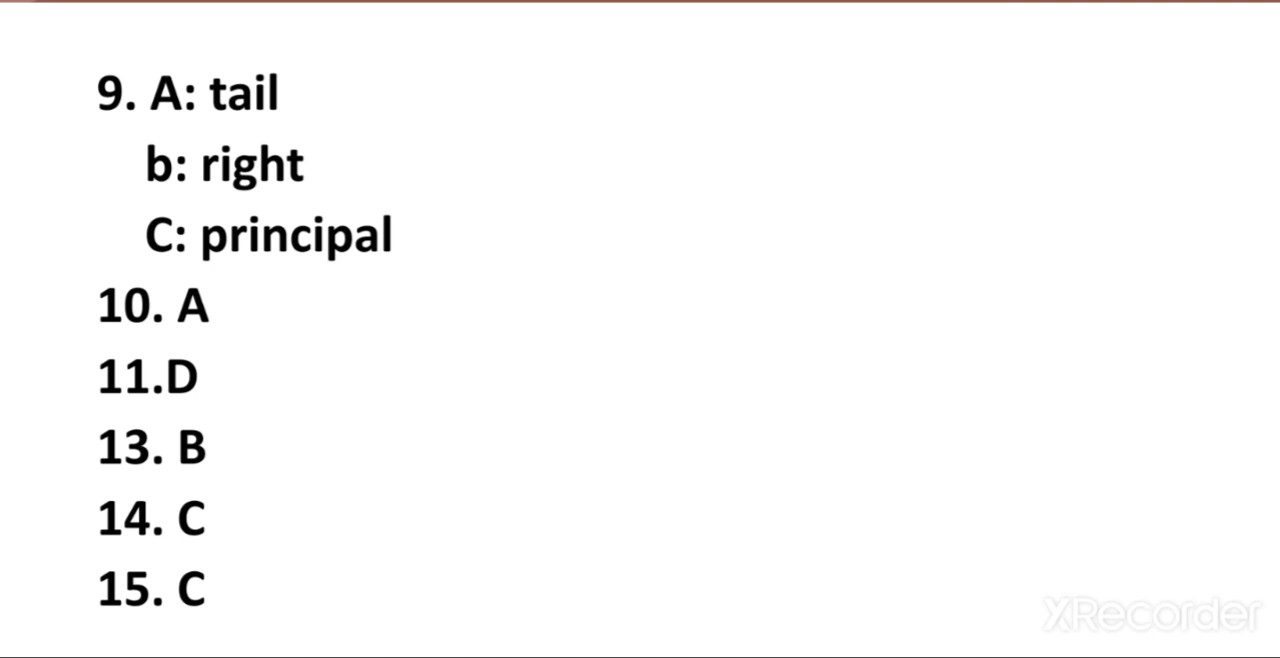 9. A: tail
b: right
C: principal
10. A
11.D
13. B
14. C
15. C
XRecorder